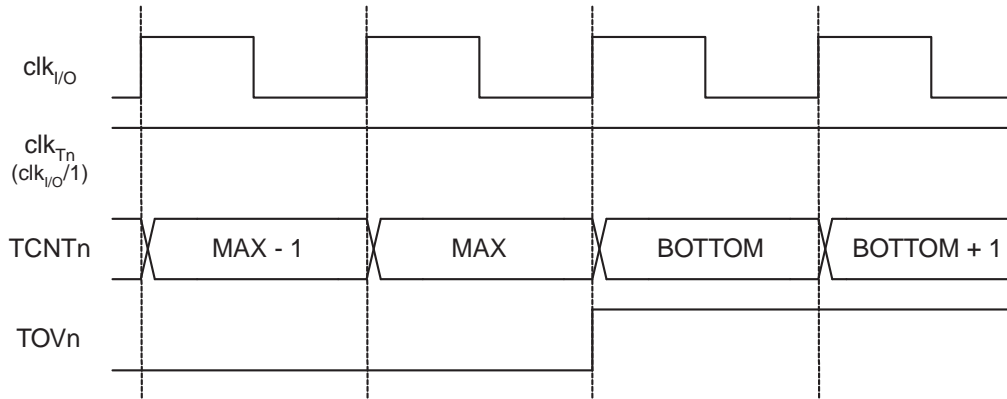 clkI/O
clkTn
(clkI/O/1)
TCNTn MAX - 1 MAX BOTTOM BOTTOM + 1
TOVn